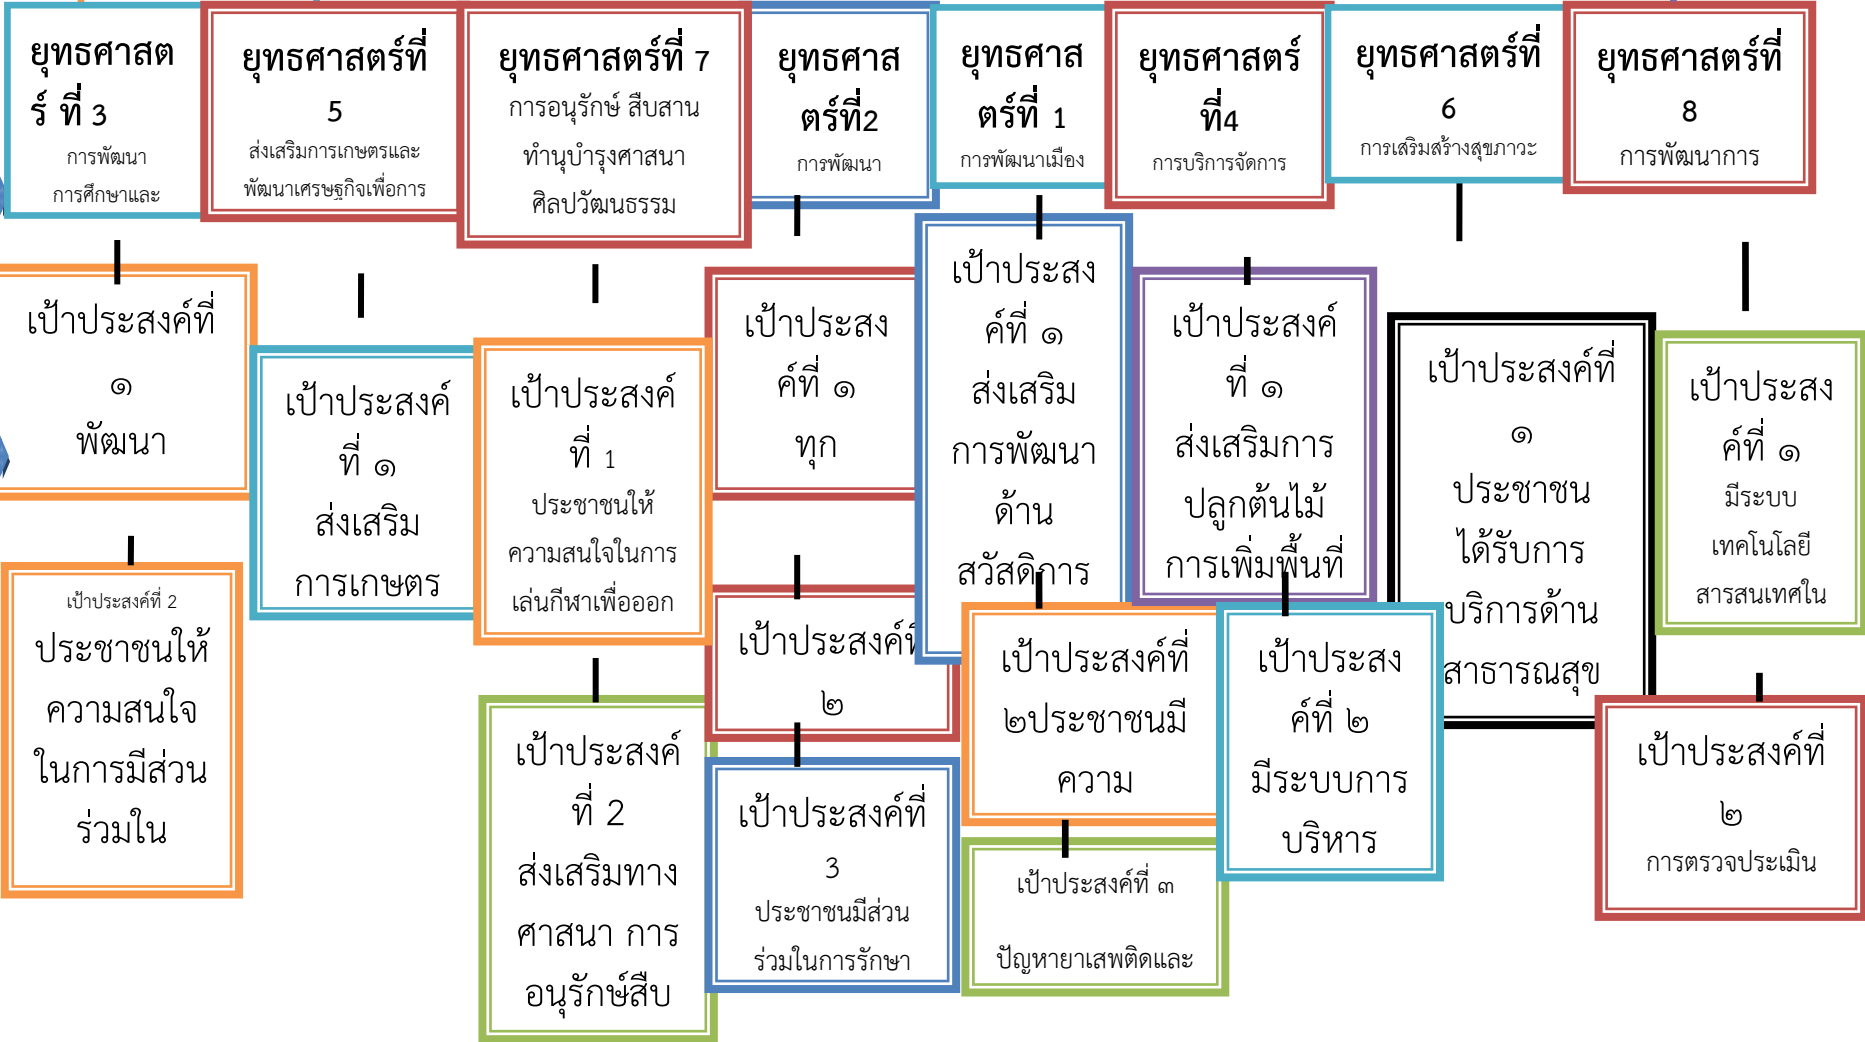 ยุทธศาสต
ร์ ที่ 3
การพัฒนา
การศึกษาและ
ยุทธศาสตร์ที่
5
ส่งเสริมการเกษตรและ
พัฒนาเศรษฐกิจเพื่อการ
ยุทธศาสตร์ที่ 7
การอนุรักษ์ สืบสาน
ทำนุบำรุงศาสนา
ศิลปวัฒนธรรม
ยุทธศาส
ตร์ที่2
การพัฒนา
ยุทธศาส
ตร์ที่ 1
การพัฒนาเมือง
ยุทธศาสตร์
ที่4
การบริการจัดการ
ยุทธศาสตร์ที่
6
การเสริมสร้างสุขภาวะ
ยุทธศาสตร์ที่
8
การพัฒนาการ
เป้าประสงค์ที่
๑
พัฒนา
เป้าประสงค์
ที่ ๑
ส่งเสริม
การเกษตร
เป้าประสงค์
ที่ 1
ประชาชนให้
ความสนใจในการ
เล่นกีฬาเพื่อออก
เป้าประสง
ค์ที่ ๑
ทุก
เป้าประสง
ค์ที่ ๑
ส่งเสริม
การพัฒนา
ด้าน
สวัสดิการ
เป้าประสงค์
ที่ ๑
ส่งเสริมการ
ปลูกต้นไม้
การเพิ่มพื้นที่
เป้าประสงค์ที่
๑
ประชาชน
ได้รับการ
บริการด้าน
สาธารณสุข
เป้าประสง
ค์ที่ ๑
มีระบบ
เทคโนโลยี
สารสนเทศใน
เป้าประสงค์ที่ 2
ประชาชนให้
ความสนใจ
ในการมีส่วน
ร่วมใน
เป้าประสงค์
ที่ 2
ส่งเสริมทาง
ศาสนา การ
อนุรักษ์สืบ
เป้าประสงค์ที่
๒
เป้าประสงค์ที่
3
ประชาชนมีส่วน
ร่วมในการรักษา
เป้าประสงค์ที่
๒ประชาชนมี
ความ
เป้าประสงค์ที่ ๓
ปัญหายาเสพติดและ
เป้าประสง
ค์ที่ ๒
มีระบบการ
บริหาร
เป้าประสงค์ที่
๒
การตรวจประเมิน